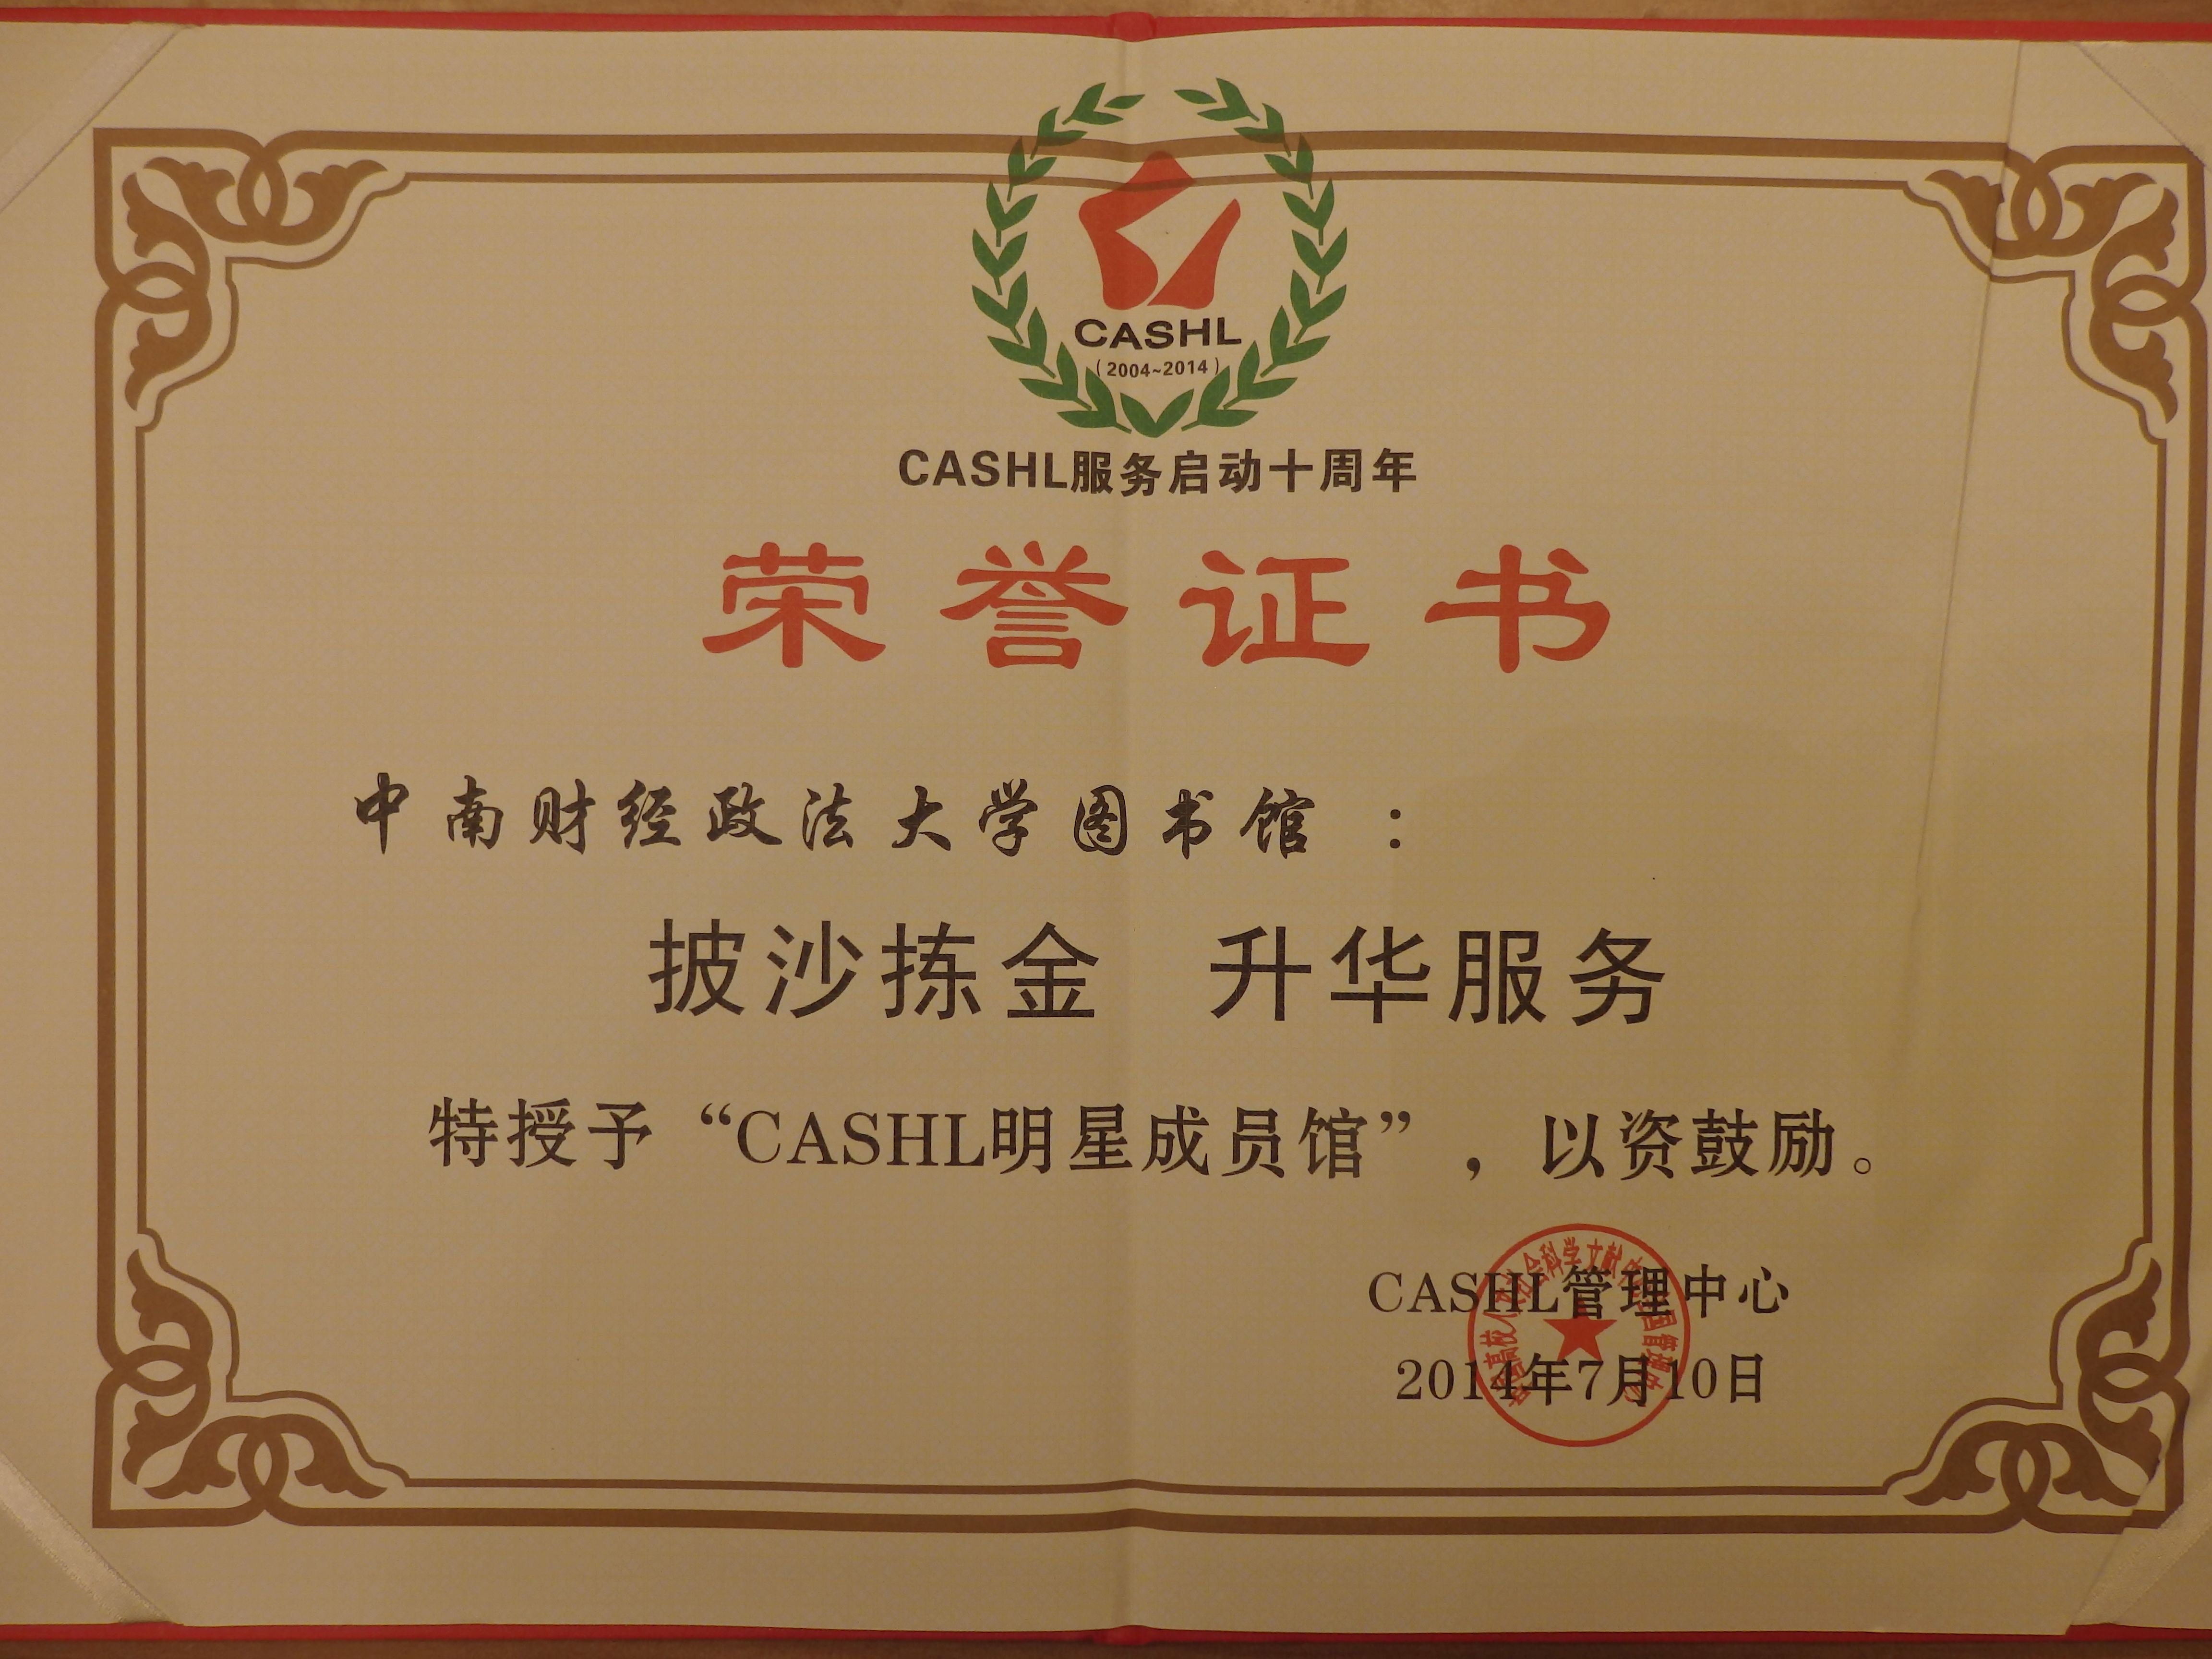 CASHL
(2004~2014)
CASHL服务启动十周年
荣誉证书
中南财经政法大学图书馆：
披沙拣金 升华服务
特授予“CASHL明星成员馆”，以资鼓励。
CASHL管理中心
2014年7月10日